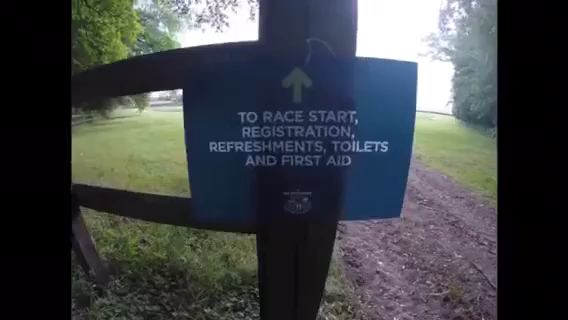 TO RACE START,
REGISTRATION,
REFRESHMENTS, TOILETS
AND FIRST AID